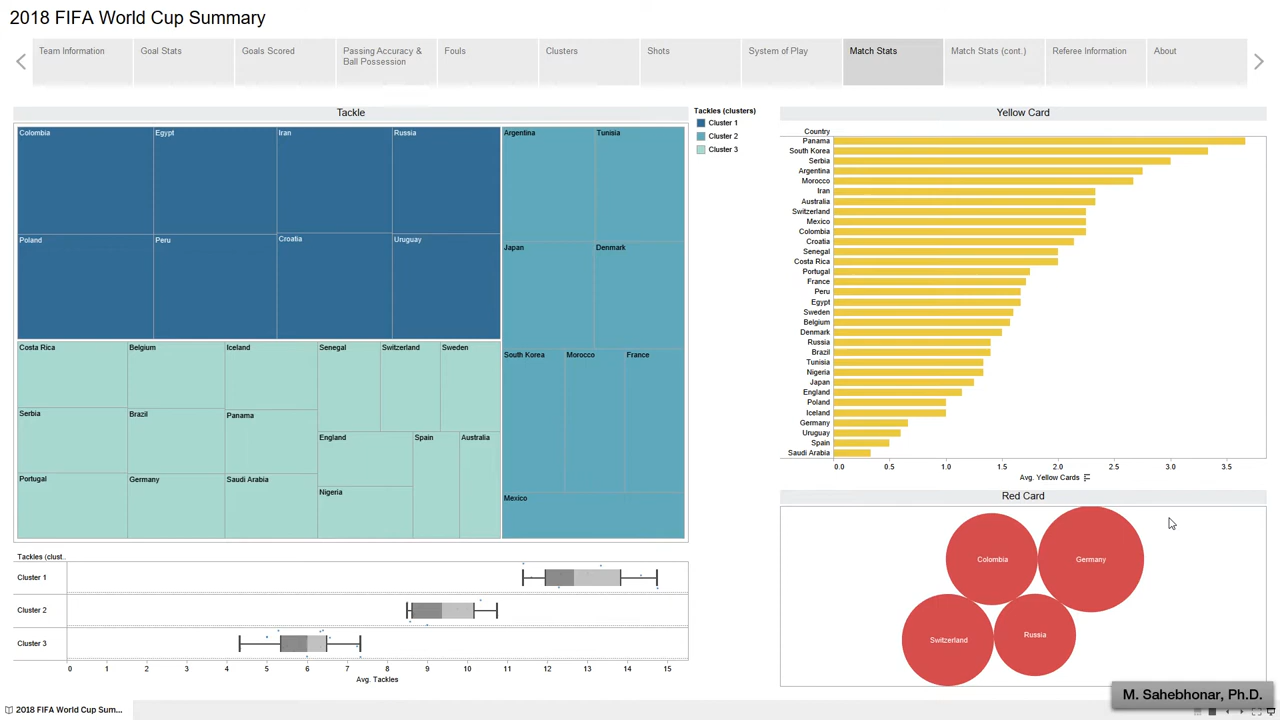 2018 FIFA World Cup Summary
Team Information
Goal Stats
Goals Scored
Passing Accuracy &
Ball Possession
Fouls
Clusters
Shots
System of Play
Match Stats
Match Stats (cont.)
Referee Information
About
Tackle
Colombia
Egypt
Iran
Russia
Poland
Peru
Croatia
Uruguay
Argentina
Tunisia
Japan
Denmark
South Korea
Morocco
France
Mexico
Costa Rica
Belgium
Iceland
Senegal
Switzerland
Sweden
Serbia
Brazil
Panama
England
Spain
Australia
Portugal
Germany
Saudi Arabia
Nigeria
Tackles (clusters)
Cluster 1
Cluster 2
Cluster 3
Tackles (clust..
Cluster 1
Cluster 2
Cluster 3
0 1 2 3 4 5 6 7 8 9 10 11 12 13 14 15
Avg. Tackles
Yellow Card
Country
Panama
South Korea
Serbia
Argentina
Morocco
Iran
Australia
Switzerland
Mexico
Colombia
Croatia
Senegal
Costa Rica
Portugal
France
Peru
Egypt
Sweden
Belgium
Denmark
Russia
Brazil
Tunisia
Nigeria
Japan
England
Poland
Iceland
Germany
Uruguay
Spain
Saudi Arabia
0.0 0.5 1.0 1.5 2.0 2.5 3.0 3.5
Avg. Yellow Cards
Red Card
Colombia
Germany
Switzerland
Russia
M. Sahebhonar, Ph.D.
2018 FIFA World Cup Sum...